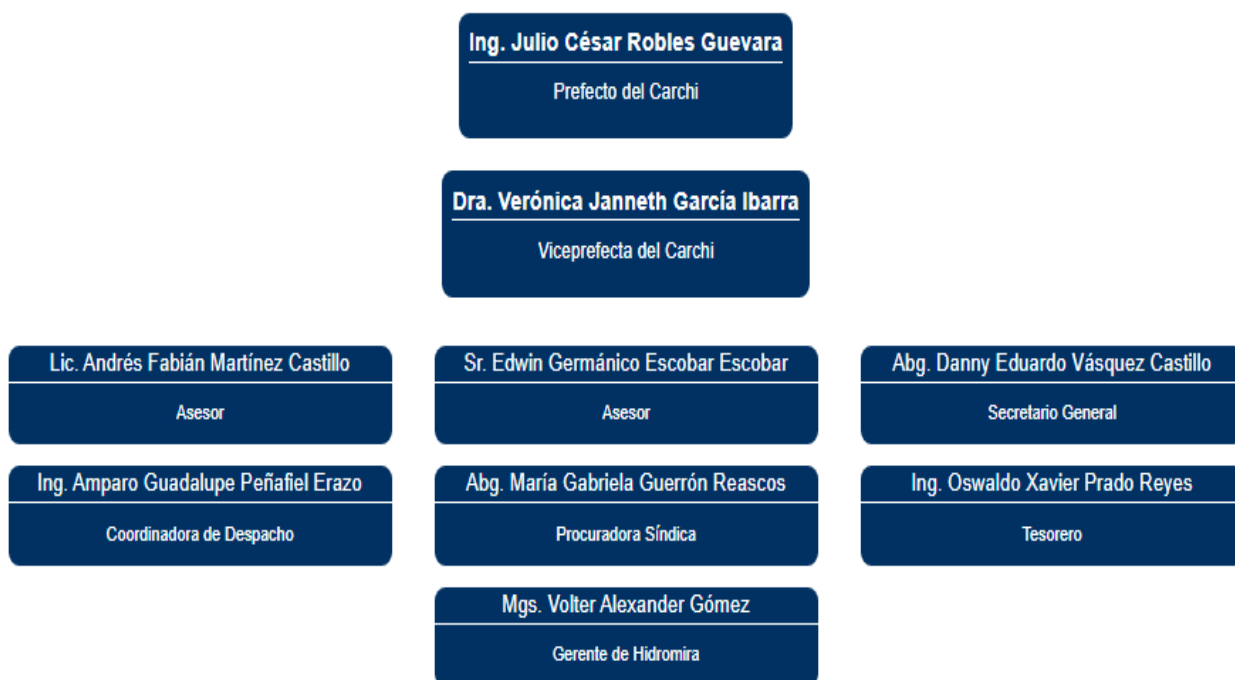 Ing. Julio César Robles Guevara
Prefecto del Carchi
Dra. Verónica Janneth García Ibarra
Viceprefecta del Carchi
Lic. Andrés Fabián Martínez Castillo
Asesor
Sr. Edwin Germánico Escobar Escobar
Asesor
Abg. Danny Eduardo Vásquez Castillo
Secretario General
Ing. Amparo Guadalupe Peñafiel Erazo
Coordinadora de Despacho
Abg. María Gabriela Guerrón Reascos
Procuradora Síndica
Ing. Oswaldo Xavier Prado Reyes
Tesorero
Mgs. Volter Alexander Gómez
Gerente de Hidromira